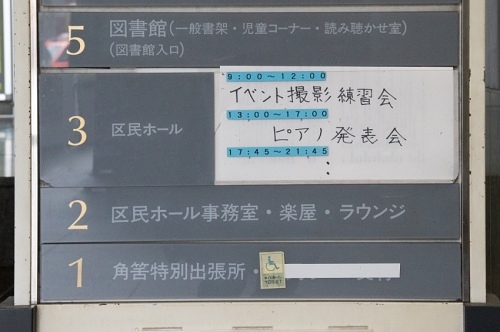 5 図書館(一般書架・児童コーナー・読み聴かせ室)
(図書館入口)
3 区民ホール
9:00～12:00
イベント撮影練習会
13:00～17:00
ピアノ発表会
17:45～21:45
2 区民ホール事務室・楽屋・ラウンジ
1 角筈特別出張所・